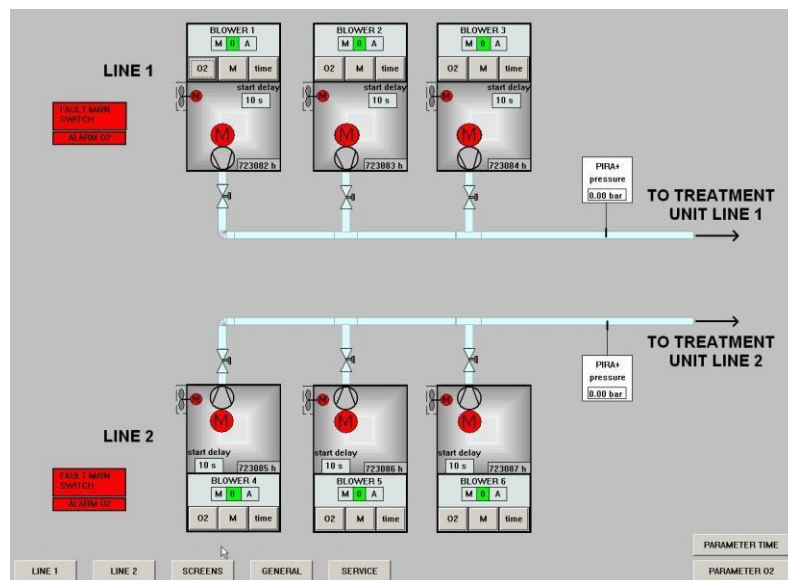 BLOWER 1
M 0 A
O2 M time
start delay
10 s
M
M
723082 h
BLOWER 2
M 0 A
O2 M time
start delay
10 s
M
M
723083 h
BLOWER 3
M 0 A
O2 M time
start delay
10 s
M
M
723084 h
LINE 1
FAULT MAIN
SWITCH
ALARM O2
PIRA+
pressure
0.00 bar
TO TREATMENT
UNIT LINE 1
TO TREATMENT
UNIT LINE 2
PIRA+
pressure
0.00 bar
LINE 2
FAULT MAIN
SWITCH
ALARM O2
M
M
start delay
10 s
723085 h
BLOWER 4
M 0 A
O2 M time
M
M
start delay
10 s
723086 h
BLOWER 5
M 0 A
O2 M time
M
M
start delay
10 s
723087 h
BLOWER 6
M 0 A
O2 M time
PARAMETER TIME
LINE 1 LINE 2 SCREENS GENERAL SERVICE PARAMETER O2